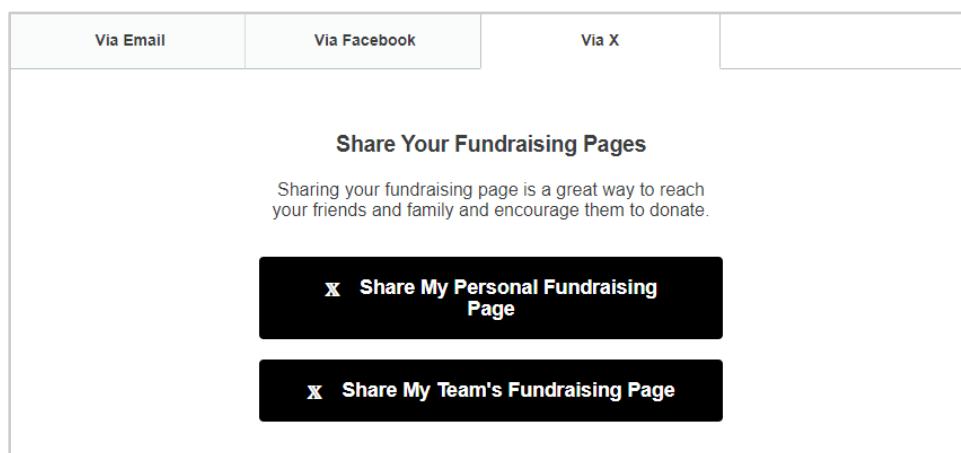 Via Email Via Facebook Via X
Share Your Fundraising Pages
Sharing your fundraising page is a great way to reach
your friends and family and encourage them to donate.
X Share My Personal Fundraising
Page
X Share My Team's Fundraising Page